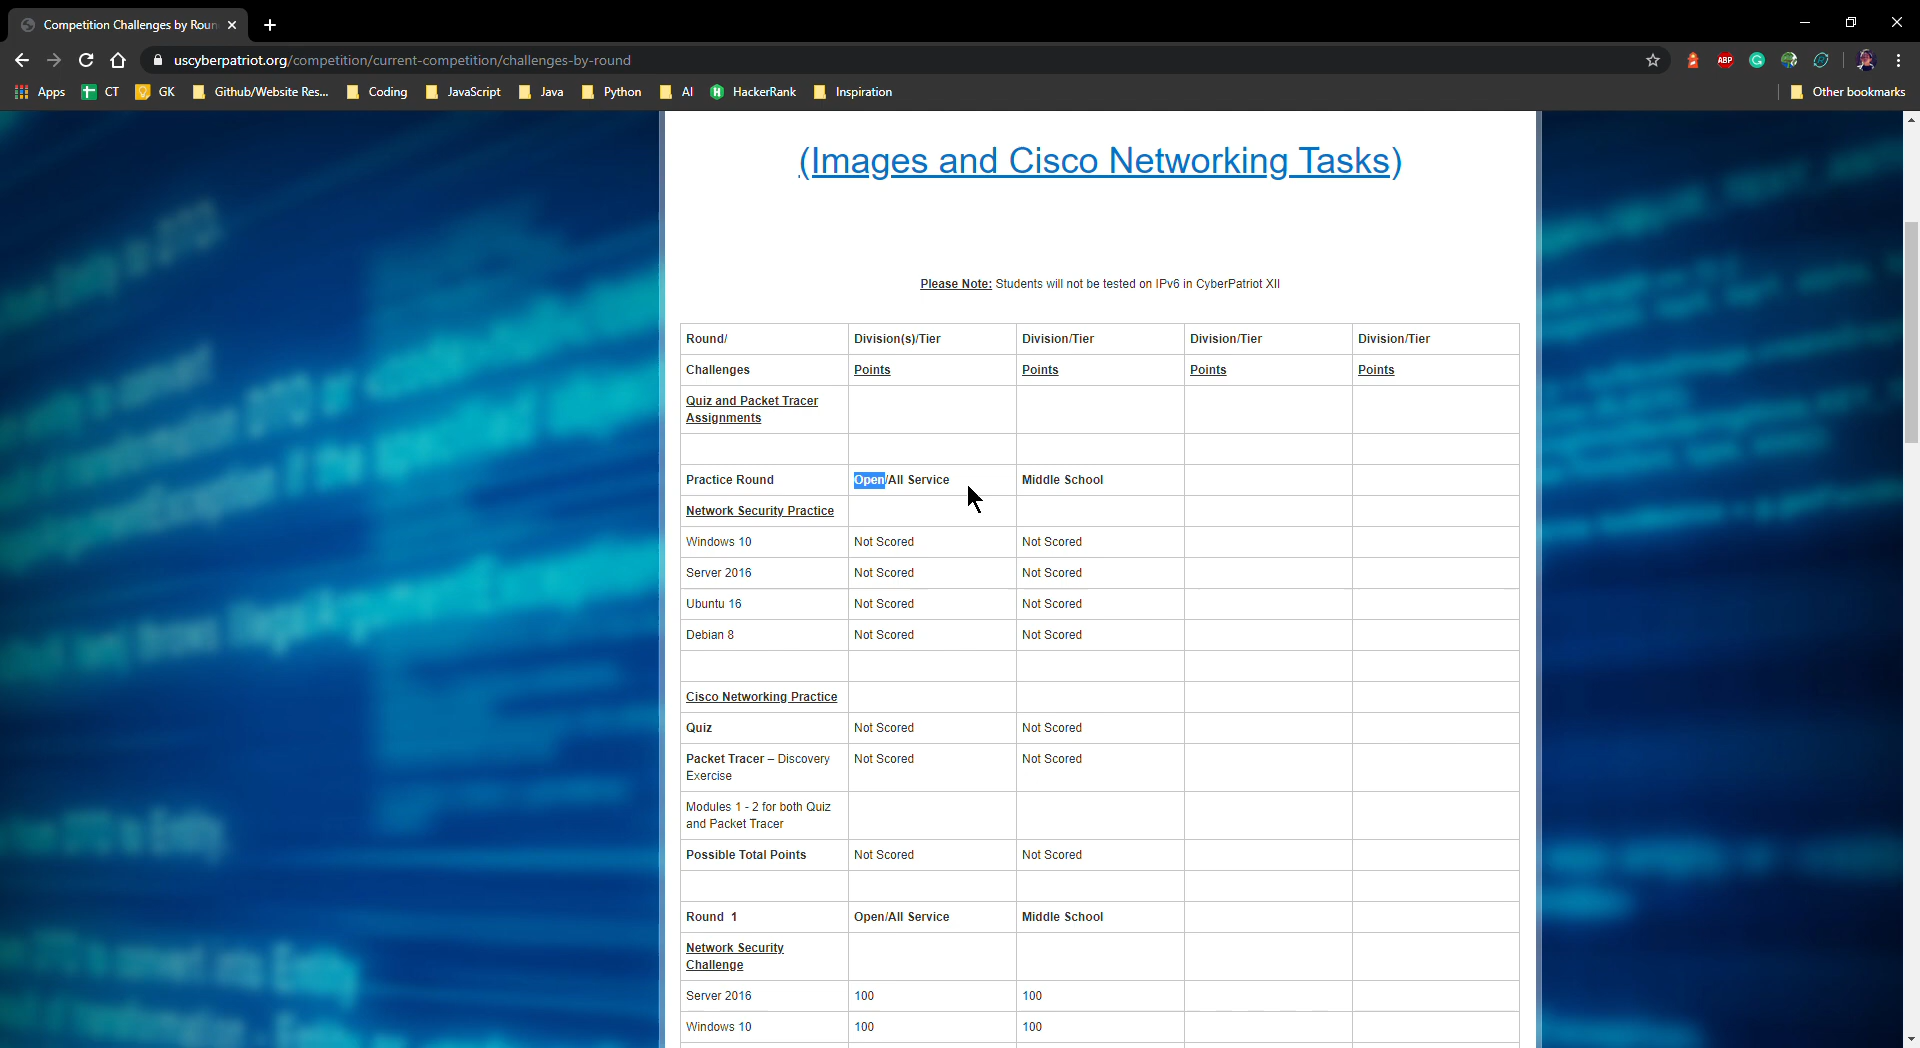 Competition Challenges by Roun
uscyberpatriot.org/competition/current-competition/challenges-by-round
ABP
Apps CT GK Github/Website Res... Coding JavaScript Java Python AI HackerRank Inspiration Other bookmarks
(Images and Cisco Networking Tasks)
Please Note: Students will not be tested on IPv6 in CyberPatriot XII
Round/ Division(s)/Tier Division/Tier Division/Tier Division/Tier
Challenges Points Points Points Points
Quiz and Packet Tracer
Assignments
Practice Round Open/All Service Middle School
Network Security Practice
Windows 10 Not Scored Not Scored
Server 2016 Not Scored Not Scored
Ubuntu 16 Not Scored Not Scored
Debian 8 Not Scored Not Scored
Cisco Networking Practice
Quiz Not Scored Not Scored
Packet Tracer – Discovery Not Scored Not Scored
Exercise
Modules 1 - 2 for both Quiz
and Packet Tracer
Possible Total Points Not Scored Not Scored
Round 1 Open/All Service Middle School
Network Security
Challenge
Server 2016 100 100
Windows 10 100 100